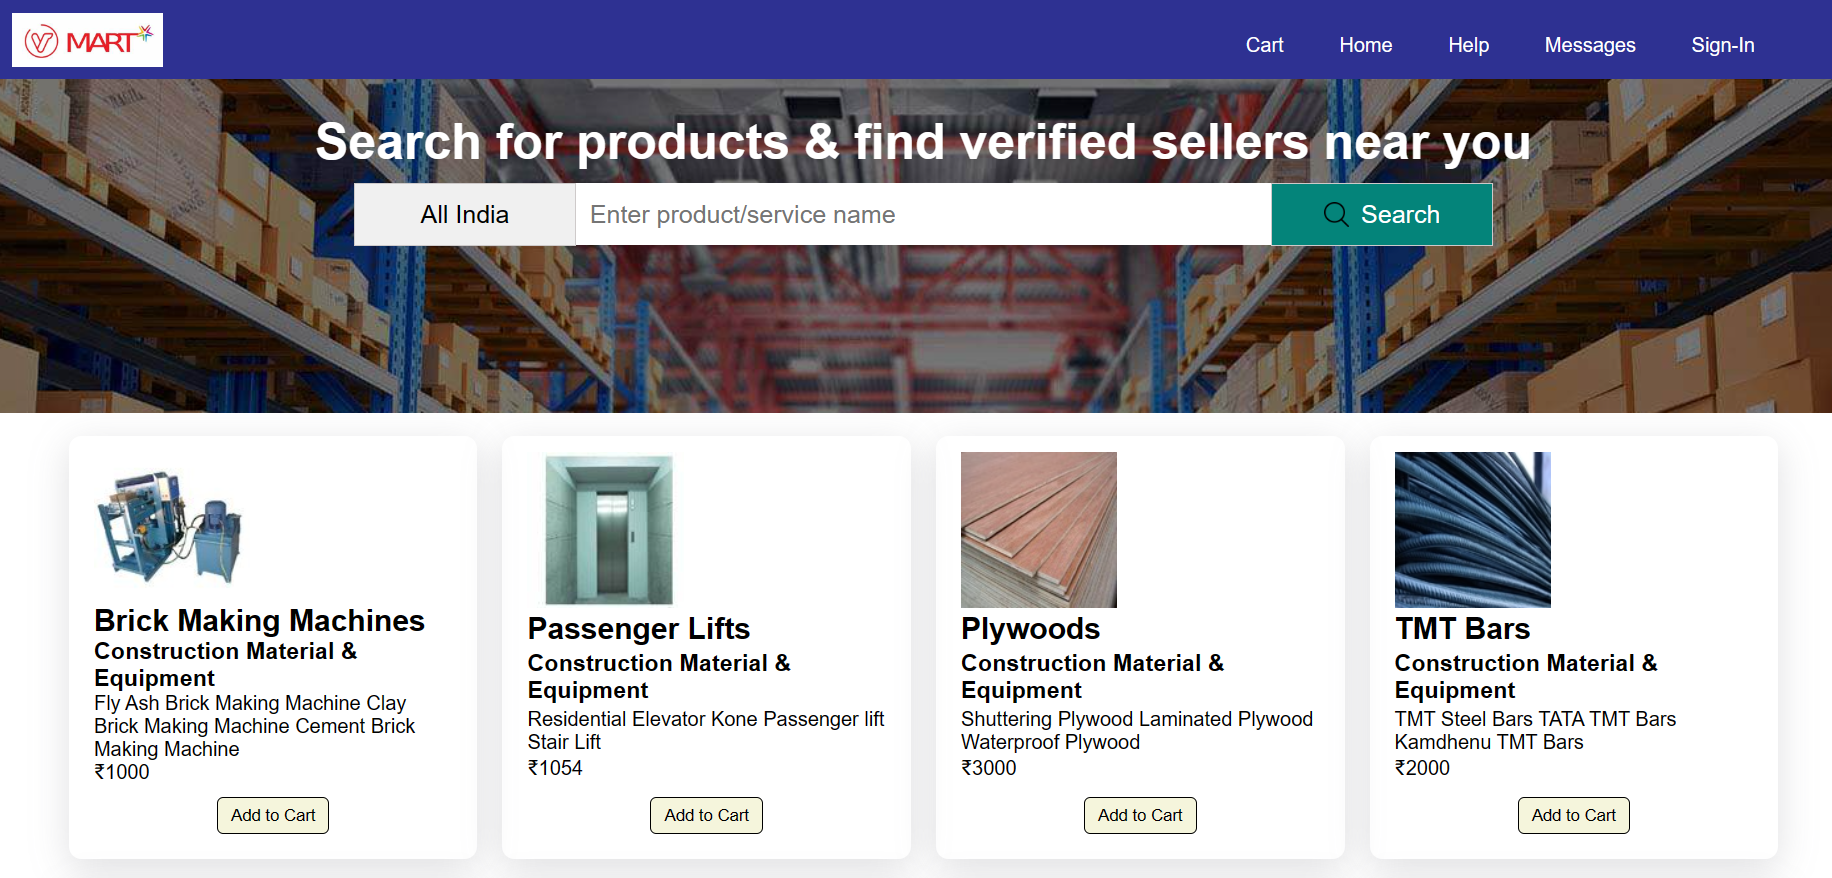 MART
Cart Home Help Messages Sign-In
Search for products & find verified sellers near you
All India Enter product/service name Search
Brick Making Machines
Construction Material &
Equipment
Fly Ash Brick Making Machine Clay
Brick Making Machine Cement Brick
Making Machine
₹1000
Add to Cart
Passenger Lifts
Construction Material &
Equipment
Residential Elevator Kone Passenger lift
Stair Lift
₹1054
Add to Cart
Plywoods
Construction Material &
Equipment
Shuttering Plywood Laminated Plywood
Waterproof Plywood
₹3000
Add to Cart
TMT Bars
Construction Material &
Equipment
TMT Steel Bars TATA TMT Bars
Kamdhenu TMT Bars
₹2000
Add to Cart